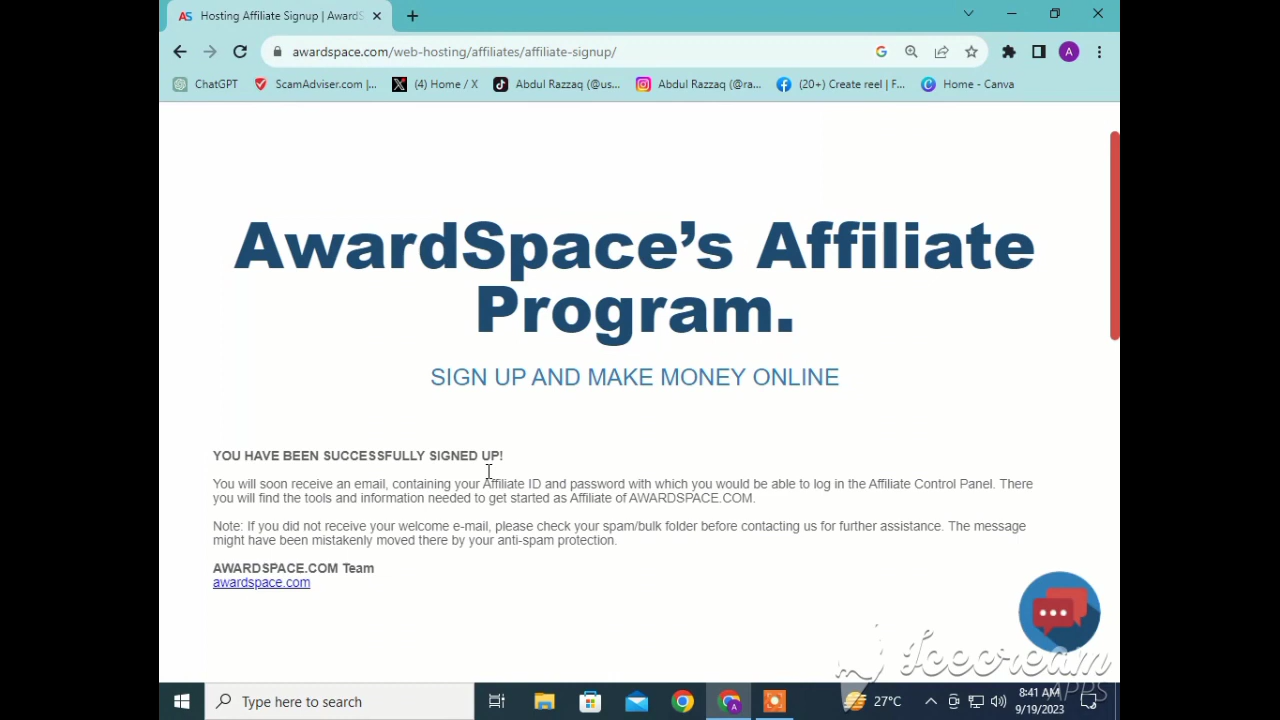 AS Hosting Affiliate Signup | AwardS
awardspace.com/web-hosting/affiliates/affiliate-signup/
A
ChatGPT
ScamAdviser.com |...
(4) Home / X
Abdul Razzaq (@us...
Abdul Razzaq (@ra...
(20+) Create reel | F...
Home - Canva
AwardSpace’s Affiliate
Program.
SIGN UP AND MAKE MONEY ONLINE
YOU HAVE BEEN SUCCESSFULLY SIGNED UP!
You will soon receive an email, containing your Affiliate ID and password with which you would be able to log in the Affiliate Control Panel. There
you will find the tools and information needed to get started as Affiliate of AWARDSPACE.COM.
Note: If you did not receive your welcome e-mail, please check your spam/bulk folder before contacting us for further assistance. The message
might have been mistakenly moved there by your anti-spam protection.
AWARDSPACE.COM Team
awardspace.com
Icecream
APPS
Type here to search
27°C
8:41 AM
9/19/2023